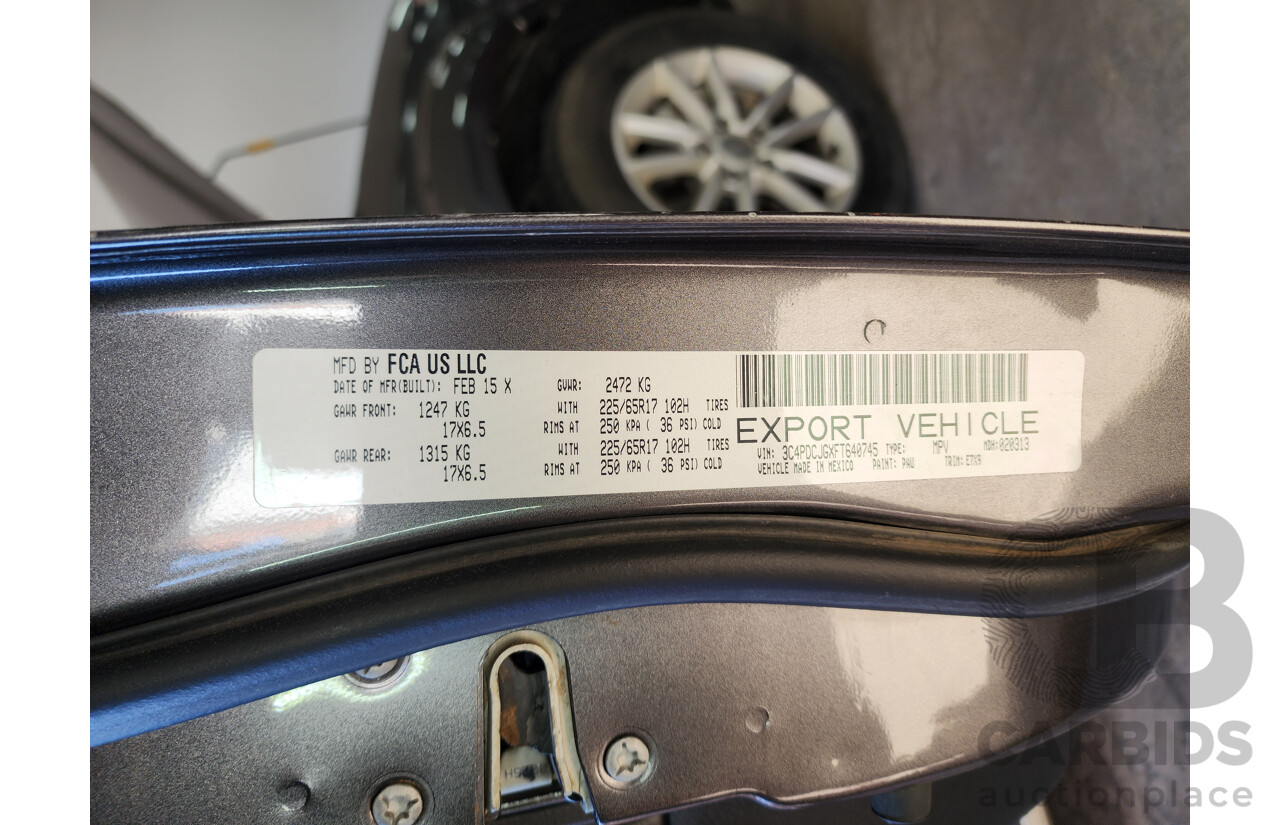 MFD BY FCA US LLC
DATE OF MFR(BUILT): FEB 15 X GVWR: 2472 KG
GAWR FRONT: 1247 KG WITH 225/65R17 102H TIRES
17X6.5 RIMS AT 250 KPA ( 36 PSI) COLD
GAWR REAR: 1315 KG WITH 225/65R17 102H TIRES
17X6.5 RIMS AT 250 KPA ( 36 PSI) COLD
EXPORT VEHICLE
VIN: 3C4PDCJGXFT640745 TYPE: MPV MDH:020313
VEHICLE MADE IN MEXICO PAINT: PAU TRIM:ETX9
CARBIDS
auctionplace